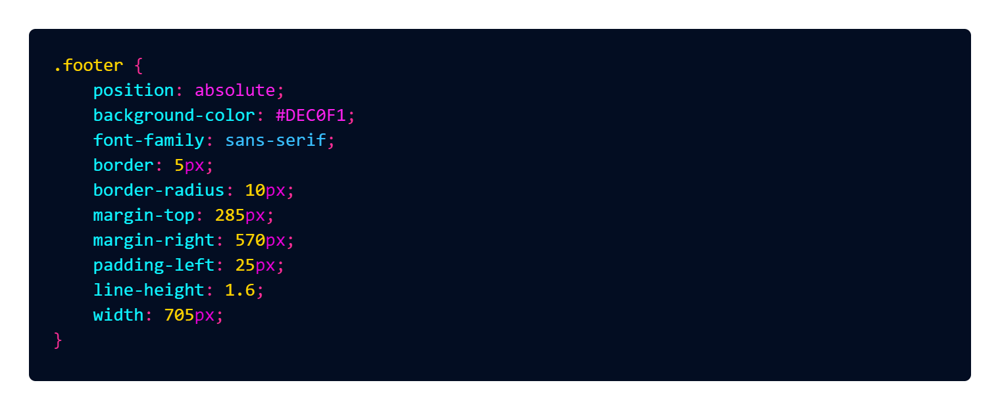 .footer {
    position: absolute;
    background-color: #DEC0F1;
    font-family: sans-serif;
    border: 5px;
    border-radius: 10px;
    margin-top: 285px;
    margin-right: 570px;
    padding-left: 25px;
    line-height: 1.6;
    width: 705px;
}